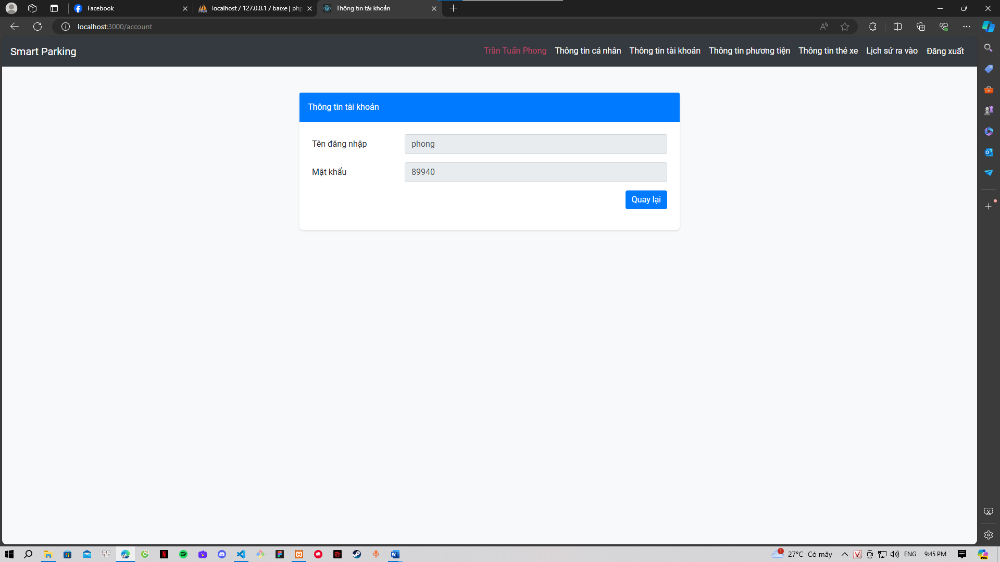 Facebook
localhost / 127.0.0.1 / baixe | php
Thông tin tài khoản
localhost:3000/account
Smart Parking
Trần Tuấn Phong
Thông tin cá nhân
Thông tin tài khoản
Thông tin phương tiện
Thông tin thẻ xe
Lịch sử ra vào
Đăng xuất
Thông tin tài khoản
Tên đăng nhập
phong
Mật khẩu
89940
Quay lại
1
27°C Có mây
ENG
9:45 PM
PRE